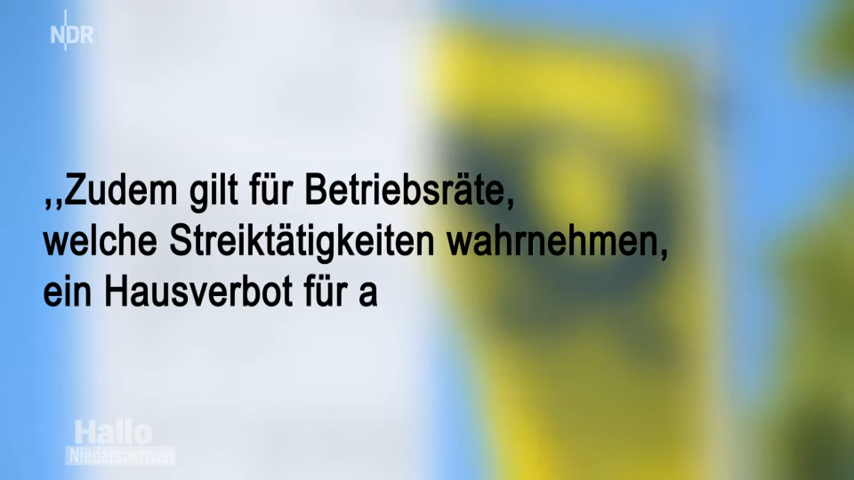 NDR
,,Zudem gilt für Betriebsräte,
welche Streiktätigkeiten wahrnehmen,
ein Hausverbot für a
Hallo
Niedersachsen